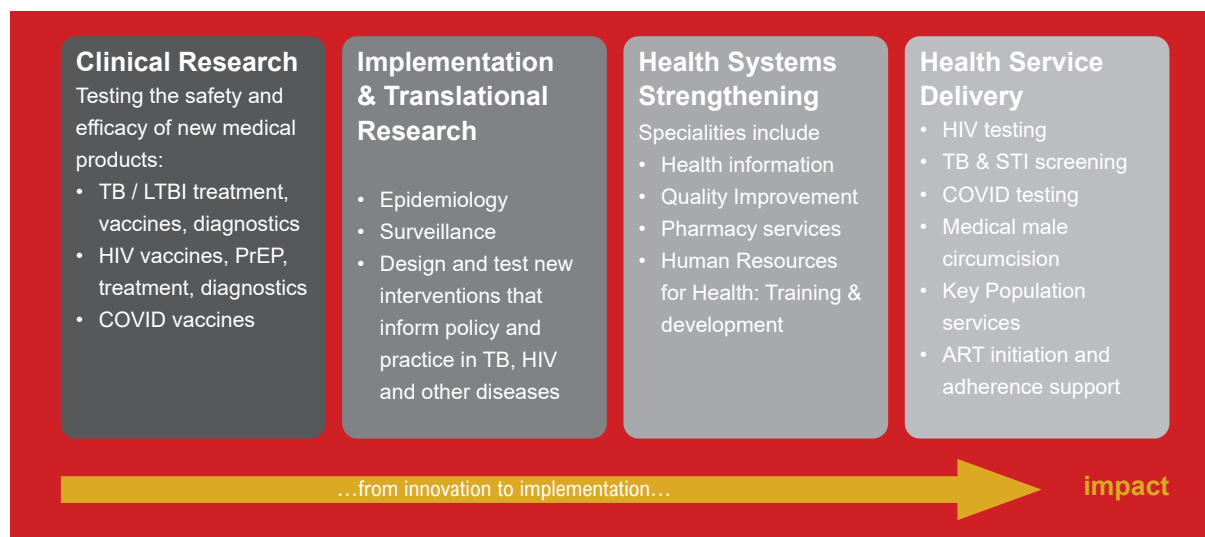 Clinical Research
Testing the safety and
efficacy of new medical
products:
• TB / LTBI treatment,
vaccines, diagnostics
• HIV vaccines, PrEP,
treatment, diagnostics
• COVID vaccines
Implementation
& Translational
Research
• Epidemiology
• Surveillance
• Design and test new
interventions that
inform policy and
practice in TB, HIV
and other diseases
Health Systems
Strengthening
Specialities include
• Health information
• Quality Improvement
• Pharmacy services
• Human Resources
for Health: Training &
development
Health Service
Delivery
• HIV testing
• TB & STI screening
• COVID testing
• Medical male
circumcision
• Key Population
services
• ART initiation and
adherence support
…from innovation to implementation…
impact